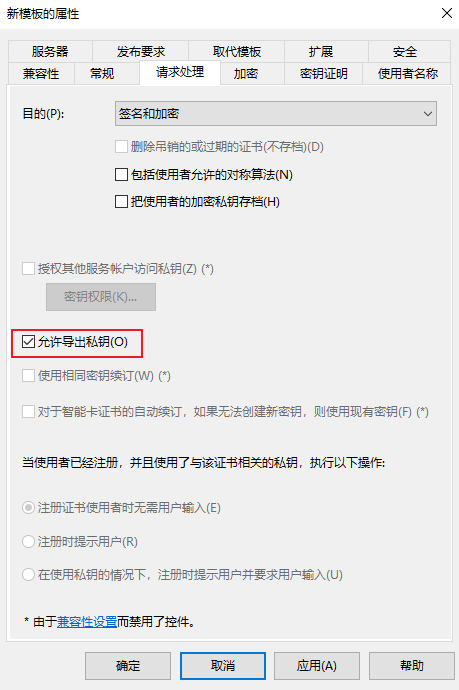 新模板的属性
服务器 发布要求 取代模板 扩展 安全
兼容性 常规 请求处理 加密 密钥证明 使用者名称
目的(P): 签名和加密
删除吊销的或过期的证书(不存档)(D)
包括使用者允许的对称算法(N)
把使用者的加密私钥存档(H)
授权其他服务帐户访问私钥(Z) (*)
密钥权限(K)...
允许导出私钥(O)
使用相同密钥续订(W) (*)
对于智能卡证书的自动续订，如果无法创建新密钥，则使用现有密钥(F) (*)
当使用者已经注册，并且使用了与该证书相关的私钥，执行以下操作:
注册证书使用者时无需用户输入(E)
注册时提示用户(R)
在使用私钥的情况下，注册时提示用户并要求用户输入(U)
* 由于兼容性设置而禁用了控件。
确定 取消 应用(A) 帮助